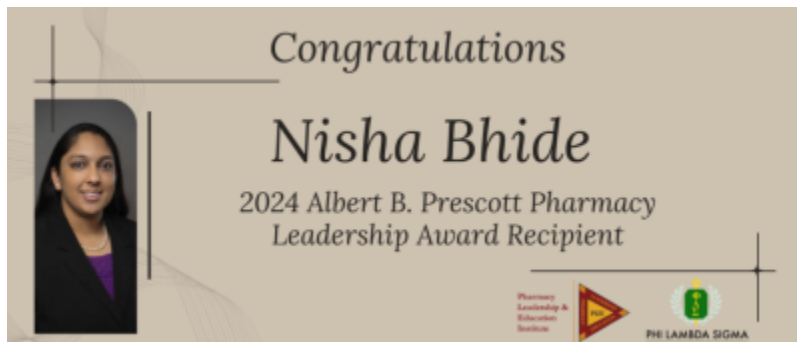 Congratulations
Nisha Bhide
2024 Albert B. Prescott Pharmacy
Leadership Award Recipient
Pharmacy
Leadership &
Education
Institute
PHI LAMBDA SIGMA